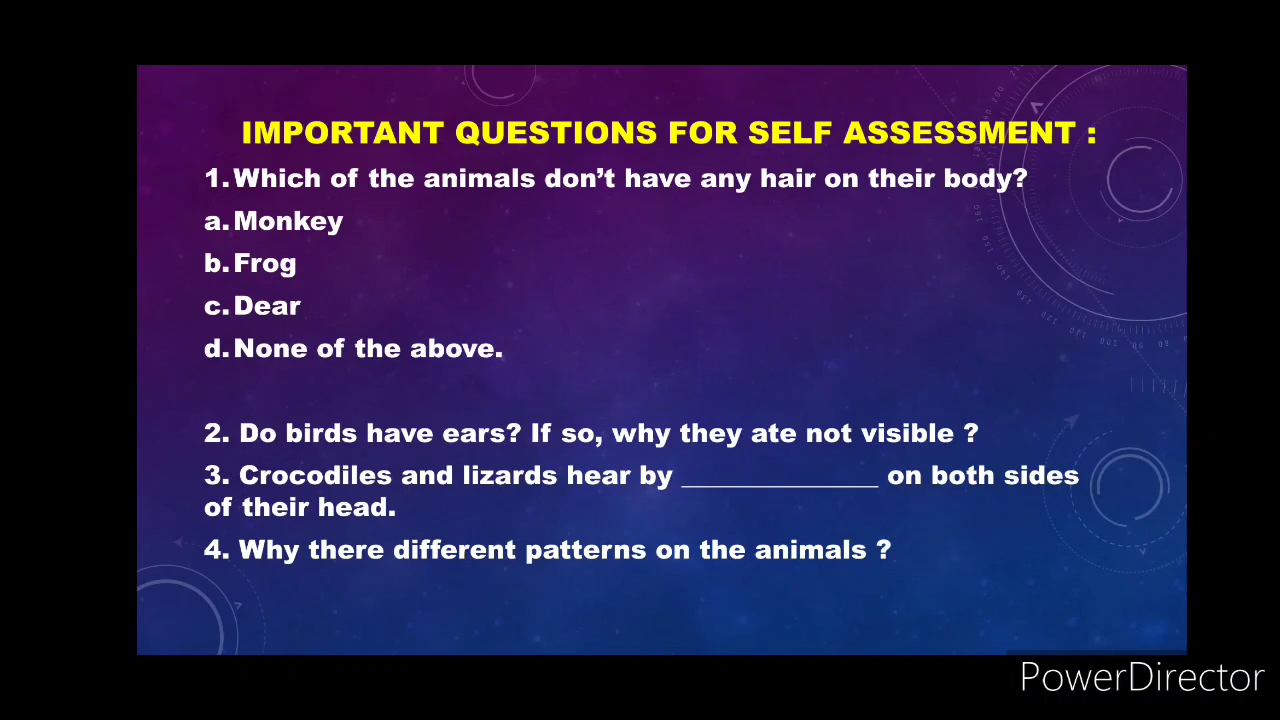 IMPORTANT QUESTIONS FOR SELF ASSESSMENT :
1. Which of the animals don’t have any hair on their body?
a. Monkey
b. Frog
c. Dear
d. None of the above.
2. Do birds have ears? If so, why they ate not visible ?
3. Crocodiles and lizards hear by _______________ on both sides
of their head.
4. Why there different patterns on the animals ?
PowerDirector